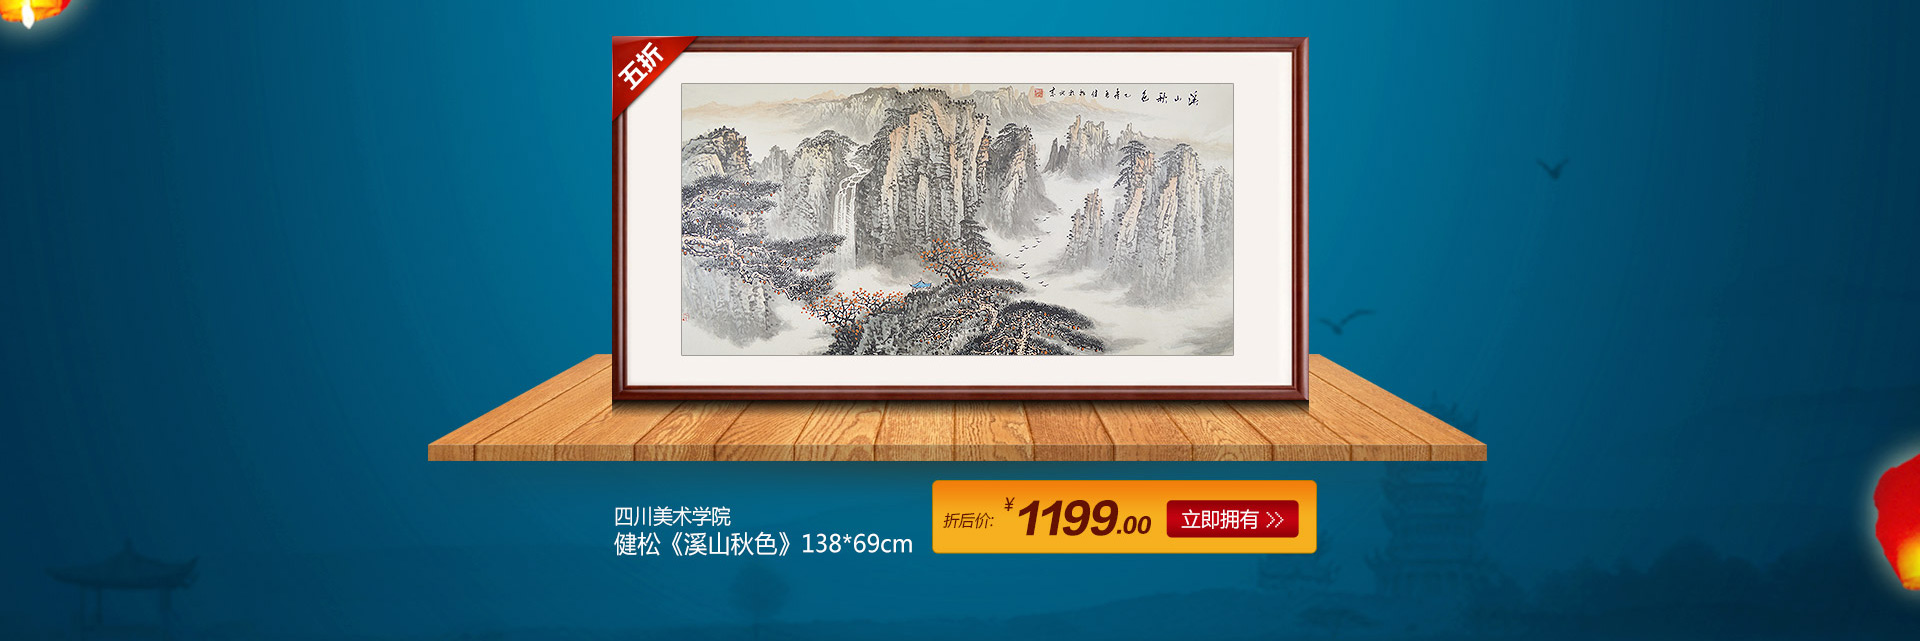 五折
溪山秋色
四川美术学院
健松《溪山秋色》138*69cm
折后价: ¥1199.00
立即拥有 >>